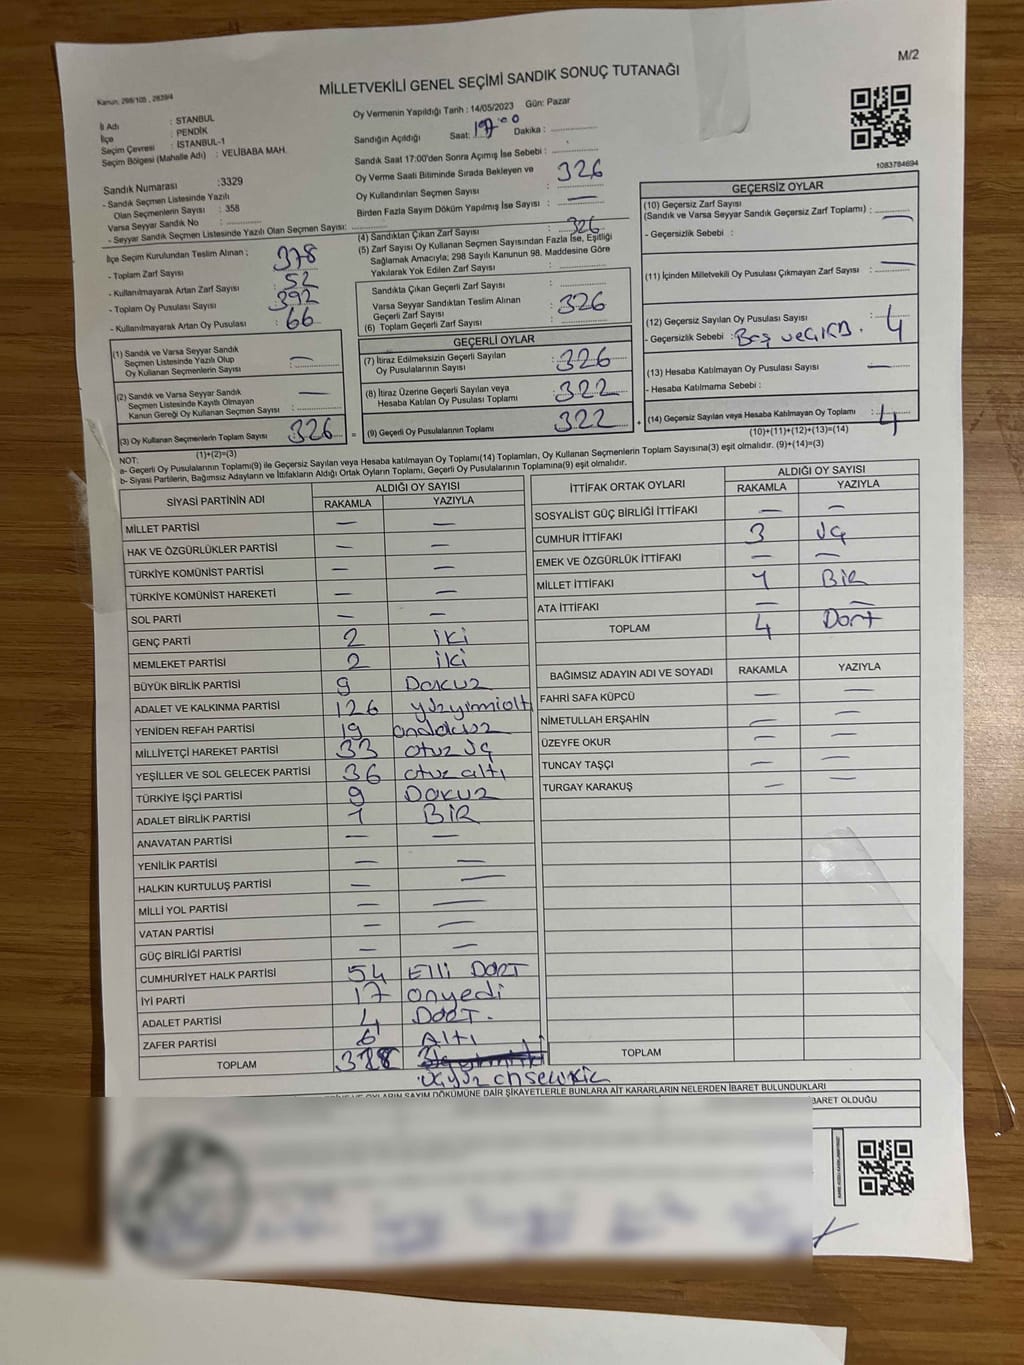 M/2
MİLLETVEKİLİ GENEL SEÇİMİ SANDIK SONUÇ TUTANAĞI
Kanun: 298/105 , 2839/4
İl Adı : STANBUL
İlçe : PENDİK
Seçim Çevresi : İSTANBUL-1
Seçim Bölgesi (Mahalle Adı) : VELİBABA MAH.
Sandık Numarası :3329
- Sandık Seçmen Listesinde Yazılı
Olan Seçmenlerin Sayısı : 358
Varsa Seyyar Sandık No :
- Seyyar Sandık Seçmen Listesinde Yazılı Olan Seçmen Sayısı:
İlçe Seçim Kurulundan Teslim Alınan ;
- Toplam Zarf Sayısı : 378
- Kullanılmayarak Artan Zarf Sayısı : 52
- Toplam Oy Pusulası Sayısı : 392
- Kullanılmayarak Artan Oy Pusulası : 66
Oy Vermenin Yapıldığı Tarih : 14/05/2023 Gün: Pazar
Sandığın Açıldığı Saat: Dakika :
Sandık Saat 17:00'den Sonra Açımış İse Sebebi :
Oy Verme Saati Bitiminde Sırada Bekleyen ve
Oy Kullandırılan Seçmen Sayısı : 326
Birden Fazla Sayım Döküm Yapılmış İse Sayısı : —
(4) Sandıktan Çıkan Zarf Sayısı : 326
(5) Zarf Sayısı Oy Kullanan Seçmen Sayısından Fazla İse, Eşitliği
Sağlamak Amacıyla; 298 Sayılı Kanunun 98. Maddesine Göre
Yakılarak Yok Edilen Zarf Sayısı :
Sandıkta Çıkan Geçerli Zarf Sayısı :
Varsa Seyyar Sandıktan Teslim Alınan
Geçerli Zarf Sayısı : 326
(6) Toplam Geçerli Zarf Sayısı :
1083784694
GEÇERSİZ OYLAR
(10) Geçersiz Zarf Sayısı
(Sandık ve Varsa Seyyar Sandık Geçersiz Zarf Toplamı) : —
- Geçersizlik Sebebi :
(11) İçinden Milletvekili Oy Pusulası Çıkmayan Zarf Sayısı : —
(12) Geçersiz Sayılan Oy Pusulası Sayısı : 4
- Geçersizlik Sebebi :
(13) Hesaba Katılmayan Oy Pusulası Sayısı : —
- Hesaba Katılmama Sebebi :
(14) Geçersiz Sayılan veya Hesaba Katılmayan Oy Toplamı : 4
(10)+(11)+(12)+(13)=(14)
(1) Sandık ve Varsa Seyyar Sandık
Seçmen Listesinde Yazılı Olup
Oy Kullanan Seçmenlerin Sayısı : —
(2) Sandık ve Varsa Seyyar Sandık
Seçmen Listesinde Kayıtlı Olmayan
Kanun Gereği Oy Kullanan Seçmen Sayısı : —
(3) Oy Kullanan Seçmenlerin Toplam Sayısı 326
(1)+(2)=(3)
GEÇERLİ OYLAR
(7) İtiraz Edilmeksizin Geçerli Sayılan
Oy Pusulalarının Sayısı : 326
(8) İtiraz Üzerine Geçerli Sayılan veya
Hesaba Katılan Oy Pusulası Toplamı : 322
= (9) Geçerli Oy Pusulalarının Toplamı : 322 +
NOT:
a- Geçerli Oy Pusulalarının Toplamı(9) ile Geçersiz Sayılan veya Hesaba katılmayan Oy Toplamı(14) Toplamları, Oy Kullanan Seçmenlerin Toplam Sayısına(3) eşit olmalıdır. (9)+(14)=(3)
b- Siyasi Partilerin, Bağımsız Adayların ve İttifakların Aldığı Ortak Oyların Toplamı, Geçerli Oy Pusulalarının Toplamına(9) eşit olmalıdır.
SİYASİ PARTİNİN ADI ALDIĞI OY SAYISI
RAKAMLA YAZIYLA
MİLLET PARTİSİ — —
HAK VE ÖZGÜRLÜKLER PARTİSİ — —
TÜRKİYE KOMÜNİST PARTİSİ — —
TÜRKİYE KOMÜNİST HAREKETİ — —
SOL PARTİ — —
GENÇ PARTİ 2 iki
MEMLEKET PARTİSİ 2 iki
BÜYÜK BİRLİK PARTİSİ 9 DOKUZ
ADALET VE KALKINMA PARTİSİ 126 yüzyirmialt
YENİDEN REFAH PARTİSİ 19 ondokuz
MİLLİYETÇİ HAREKET PARTİSİ 33 otuz üç
YEŞİLLER VE SOL GELECEK PARTİSİ 36 otuz altı
TÜRKİYE İŞÇİ PARTİSİ 9 DOKUZ
ADALET BİRLİK PARTİSİ 1 BİR
ANAVATAN PARTİSİ — —
YENİLİK PARTİSİ — —
HALKIN KURTULUŞ PARTİSİ — —
MİLLİ YOL PARTİSİ — —
VATAN PARTİSİ — —
GÜÇ BİRLİĞİ PARTİSİ — —
CUMHURİYET HALK PARTİSİ 54 Elli DÖRT
İYİ PARTİ 17 onyedi
ADALET PARTİSİ 4 DÖRT.
ZAFER PARTİSİ 6 ALTI
TOPLAM
üçyüz onsekiz
İTTİFAK ORTAK OYLARI ALDIĞI OY SAYISI
RAKAMLA YAZIYLA
SOSYALİST GÜÇ BİRLİĞİ İTTİFAKI — —
CUMHUR İTTİFAKI 3 üç
EMEK VE ÖZGÜRLÜK İTTİFAKI — —
MİLLET İTTİFAKI 1 BİR
ATA İTTİFAKI — —
TOPLAM 4 Dört
BAĞIMSIZ ADAYIN ADI VE SOYADI RAKAMLA YAZIYLA
FAHRİ SAFA KÜPCÜ — —
NİMETULLAH ERŞAHİN — —
ÜZEYFE OKUR — —
TUNCAY TAŞÇI — —
TURGAY KARAKUŞ — —
TOPLAM
OYLARIN SAYIM DÖKÜMÜNE DAİR ŞİKAYETLERLE BUNLARA AİT KARARLARIN NELERDEN İBARET BULUNDUKLARI
BARET OLDUĞU